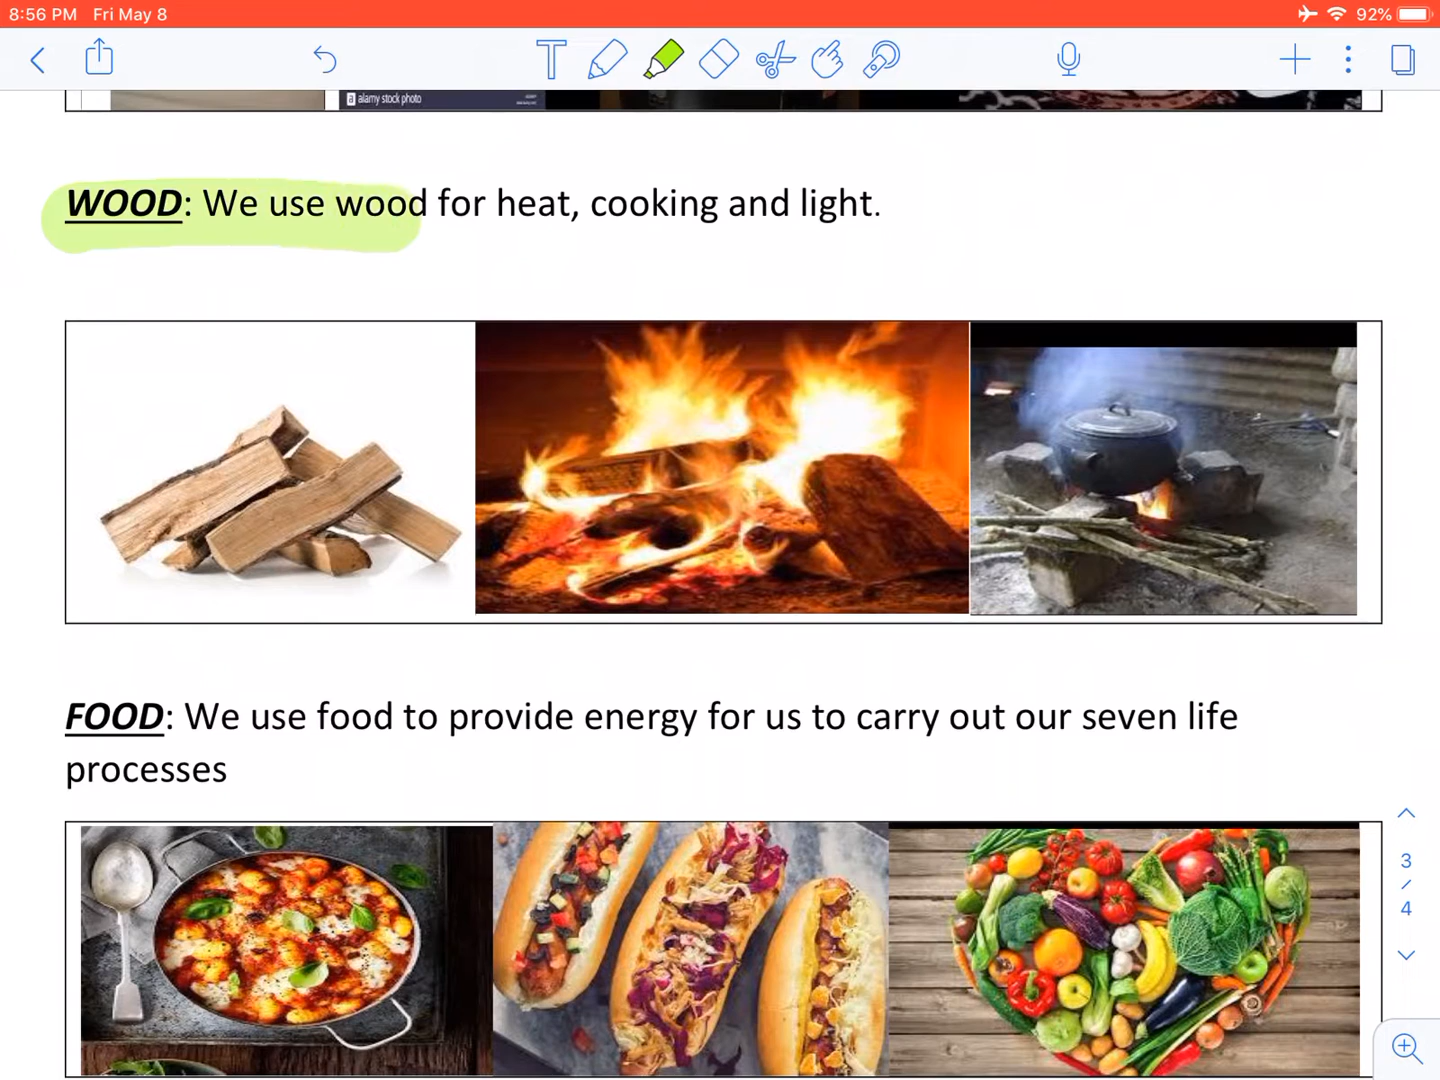 8:56 PM Fri May 8
92%
T
a alamy stock photo
WOOD: We use wood for heat, cooking and light.
FOOD: We use food to provide energy for us to carry out our seven life
processes
3
/
4